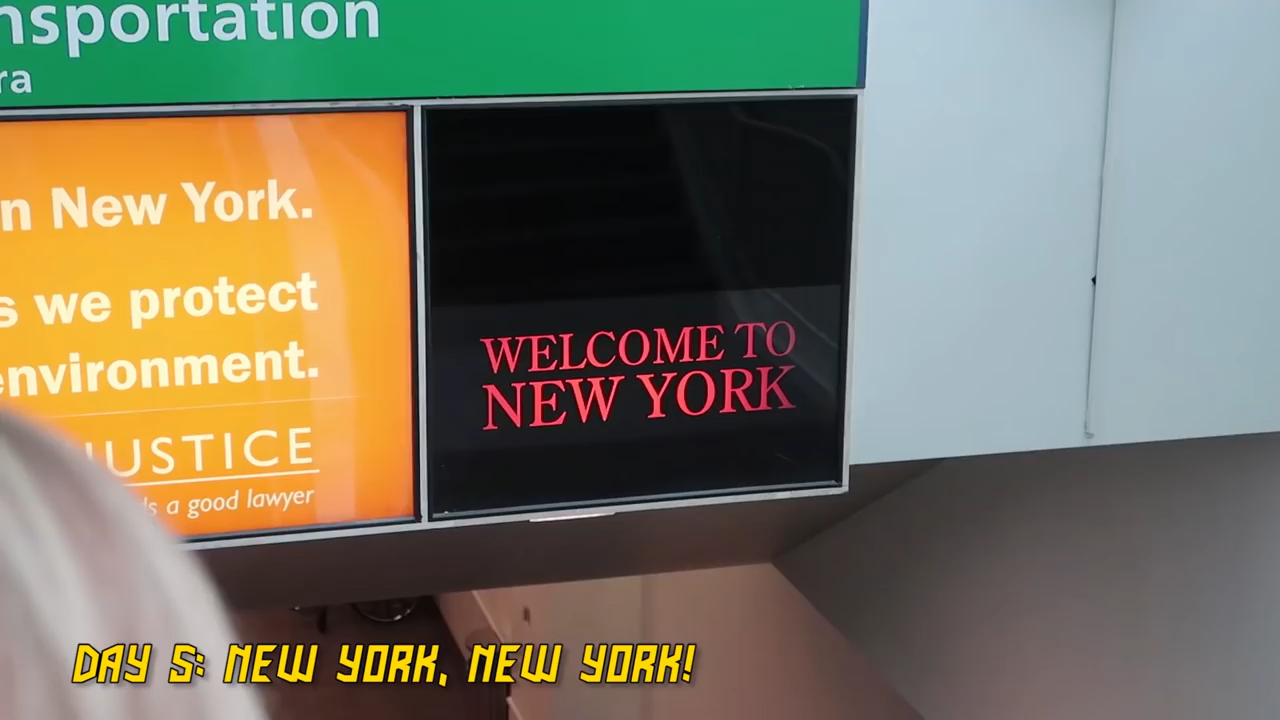 nsportation
ra
n New York.
s we protect
environment.
JUSTICE
a good lawyer
WELCOME TO
NEW YORK
DAY 5: NEW YORK, NEW YORK!